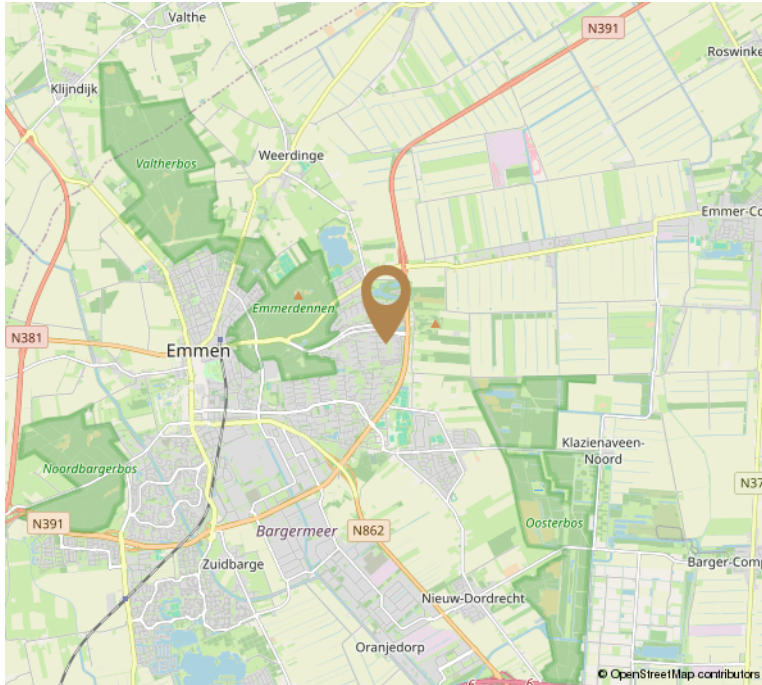 Valthe
N391
Roswinke
Klijndijk
Weerdinge
Valtherbos
Emmer-Co
Emmerdennen
N381
Emmen
Klazienaveen-
Noord
Noordbargerbos
N37
N391
Oosterbos
Bargermeer
N862
Zuidbarge
Barger-Comp
Nieuw-Dordrecht
Oranjedorp
© OpenStreetMap contributors